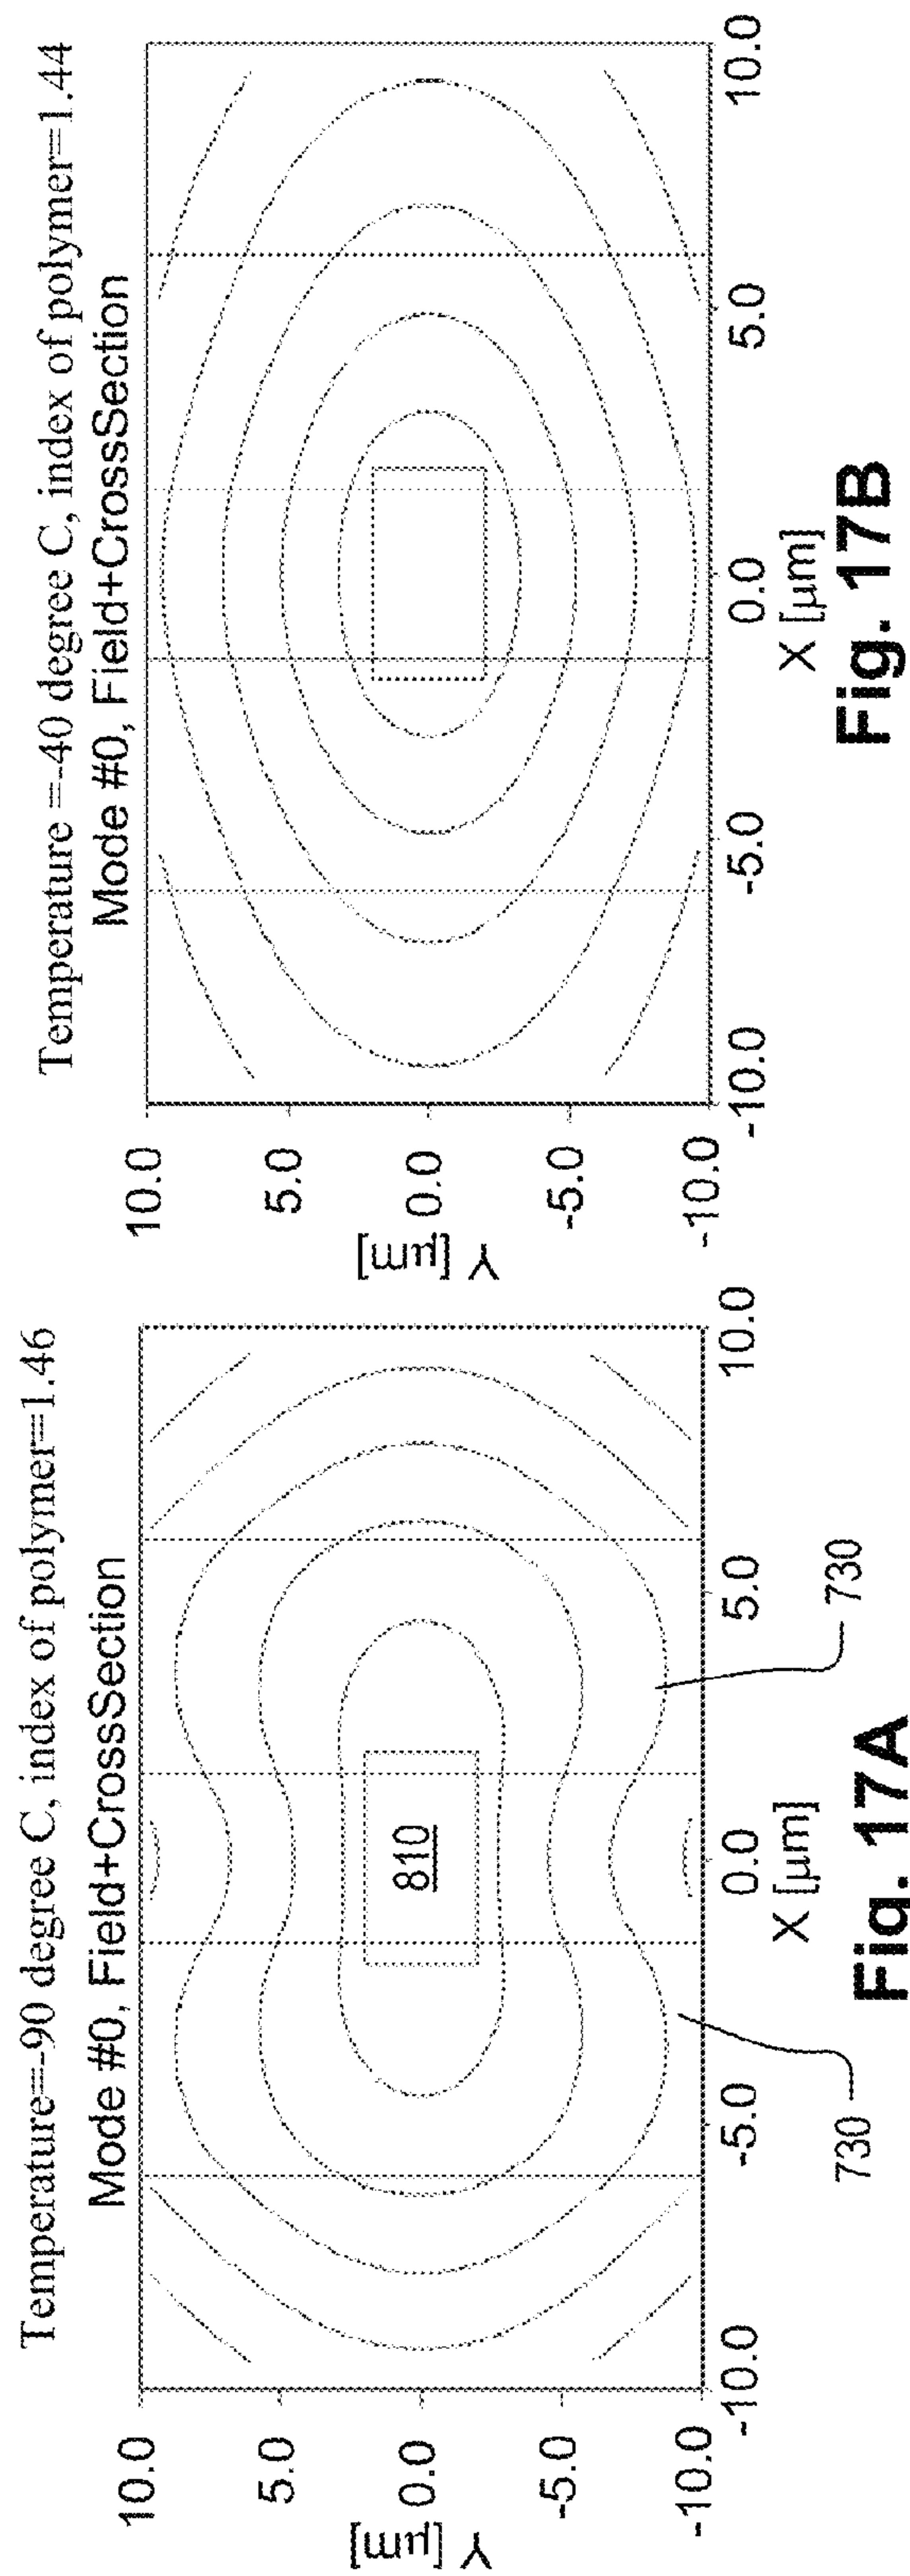 Temperature=-90 degree C, index of polymer=1.46
Mode #0, Field+CrossSection
10.0
5.0
0.0
-5.0
-10.0
Y [µm]
810
-10.0
-5.0
0.0
5.0
10.0
X [µm]
730
730
Fig. 17A
Temperature =-40 degree C, index of polymer=1.44
Mode #0, Field+CrossSection
10.0
5.0
0.0
-5.0
-10.0
Y [µm]
-10.0
-5.0
0.0
5.0
10.0
X [µm]
Fig. 17B